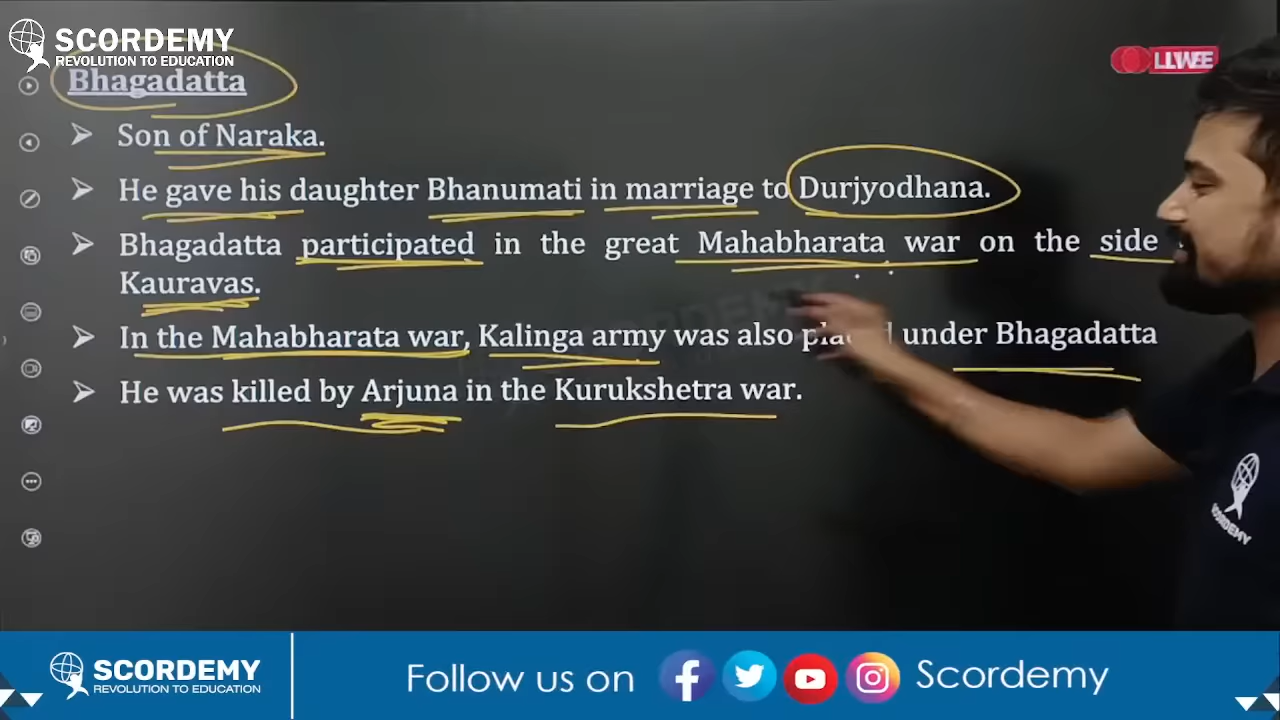 SCORDEMY
REVOLUTION TO EDUCATION
LIVE
Bhagadatta
➢ Son of Naraka.
➢ He gave his daughter Bhanumati in marriage to Durjyodhana.
➢ Bhagadatta participated in the great Mahabharata war on the side
Kauravas.
➢ In the Mahabharata war, Kalinga army was also under Bhagadatta
➢ He was killed by Arjuna in the Kurukshetra war.
SCORDEMY
SCORDEMY
SCORDEMY
REVOLUTION TO EDUCATION
Follow us on Scordemy